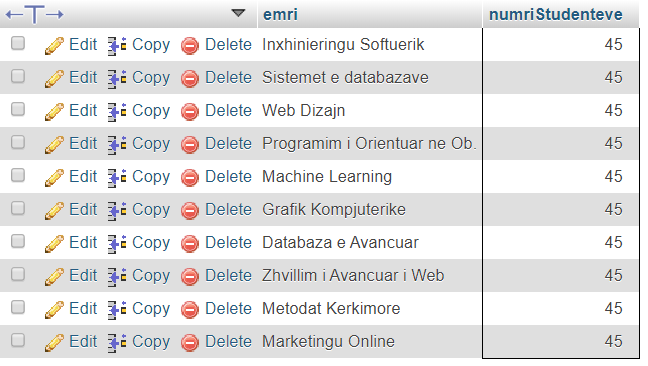 emri numriStudenteve
Edit Copy Delete Inxhinieringu Softuerik 45
Edit Copy Delete Sistemet e databazave 45
Edit Copy Delete Web Dizajn 45
Edit Copy Delete Programim i Orientuar ne Ob. 45
Edit Copy Delete Machine Learning 45
Edit Copy Delete Grafik Kompjuterike 45
Edit Copy Delete Databaza e Avancuar 45
Edit Copy Delete Zhvillim i Avancuar i Web 45
Edit Copy Delete Metodat Kerkimore 45
Edit Copy Delete Marketingu Online 45